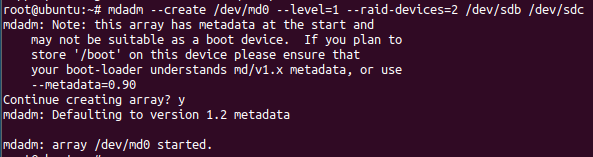 root@ubuntu:~# mdadm --create /dev/md0 --level=1 --raid-devices=2 /dev/sdb /dev/sdc
mdadm: Note: this array has metadata at the start and
    may not be suitable as a boot device.  If you plan to
    store '/boot' on this device please ensure that
    your boot-loader understands md/v1.x metadata, or use
    --metadata=0.90
Continue creating array? y
mdadm: Defaulting to version 1.2 metadata
mdadm: array /dev/md0 started.